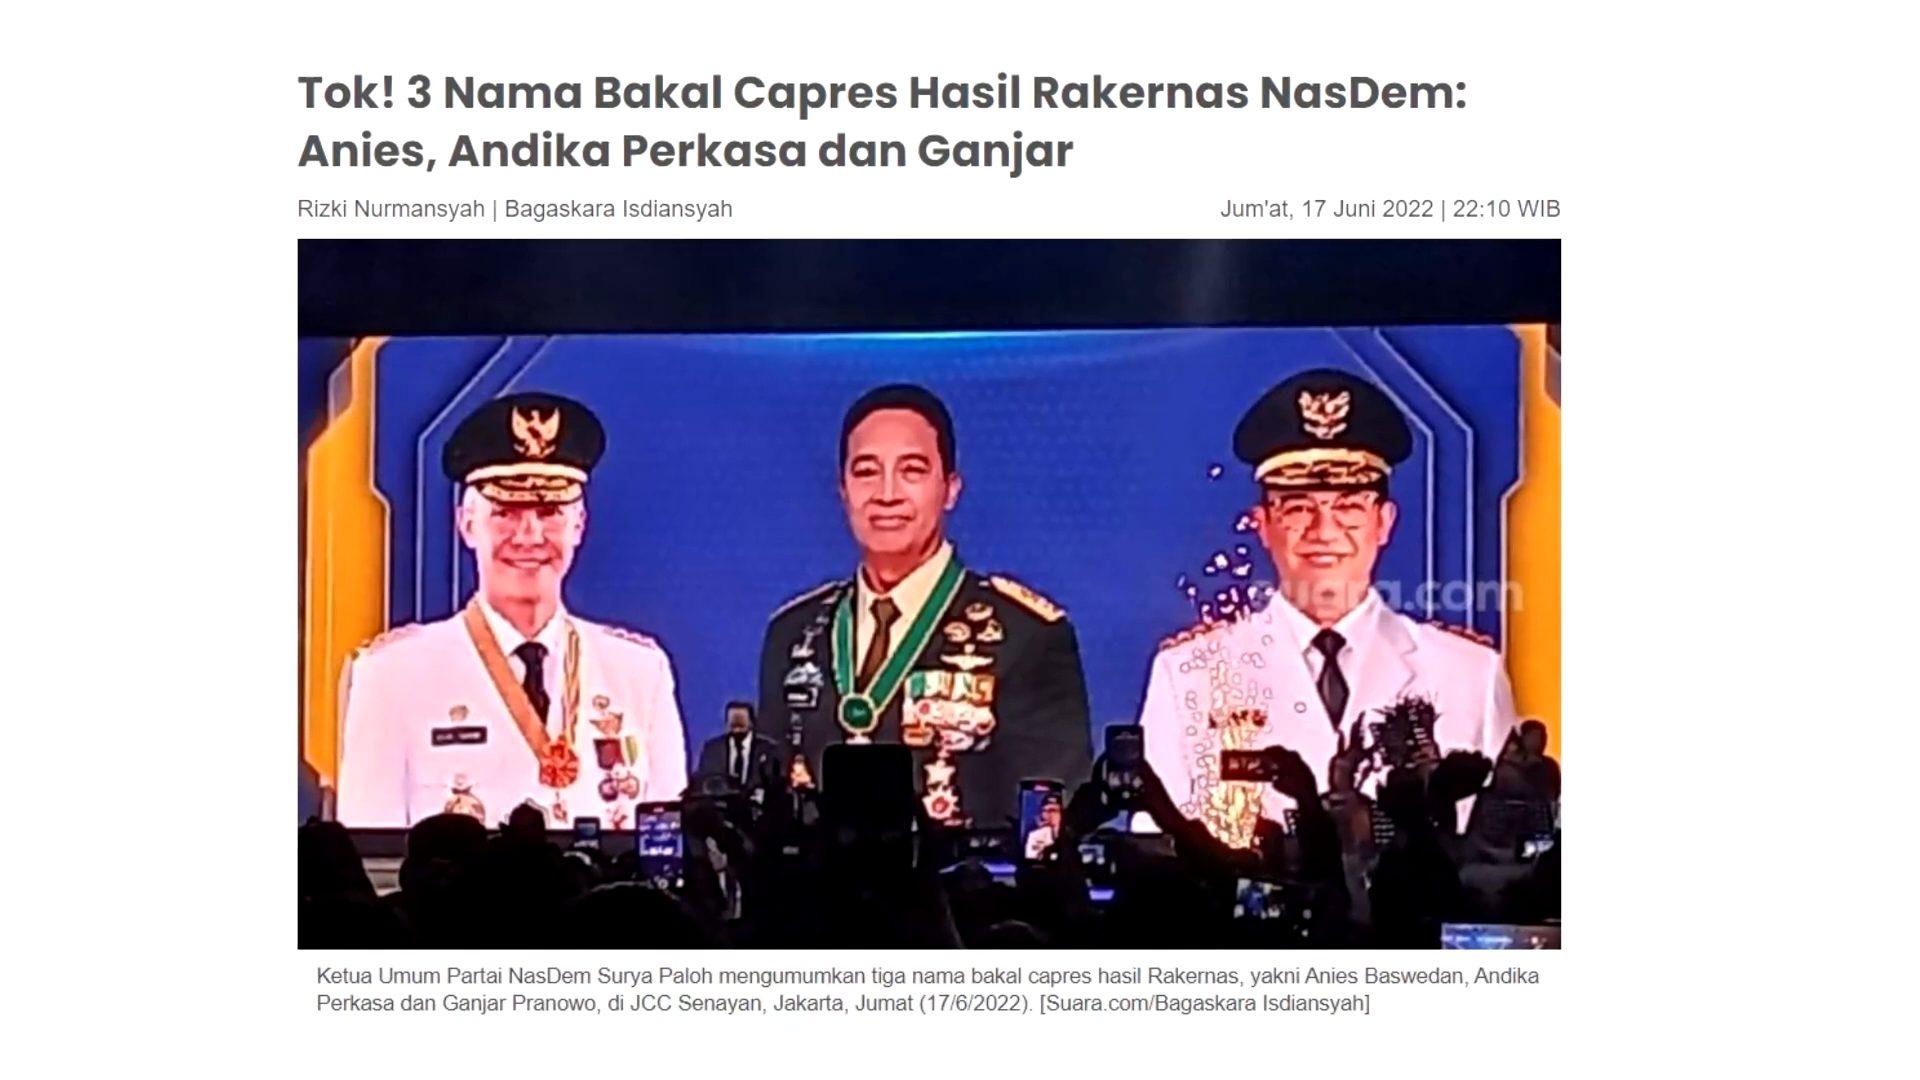 Tok! 3 Nama Bakal Capres Hasil Rakernas NasDem:
Anies, Andika Perkasa dan Ganjar
Rizki Nurmansyah | Bagaskara Isdiansyah
Jum'at, 17 Juni 2022 | 22:10 WIB
suara.com
Ketua Umum Partai NasDem Surya Paloh mengumumkan tiga nama bakal capres hasil Rakernas, yakni Anies Baswedan, Andika
Perkasa dan Ganjar Pranowo, di JCC Senayan, Jakarta, Jumat (17/6/2022). [Suara.com/Bagaskara Isdiansyah]